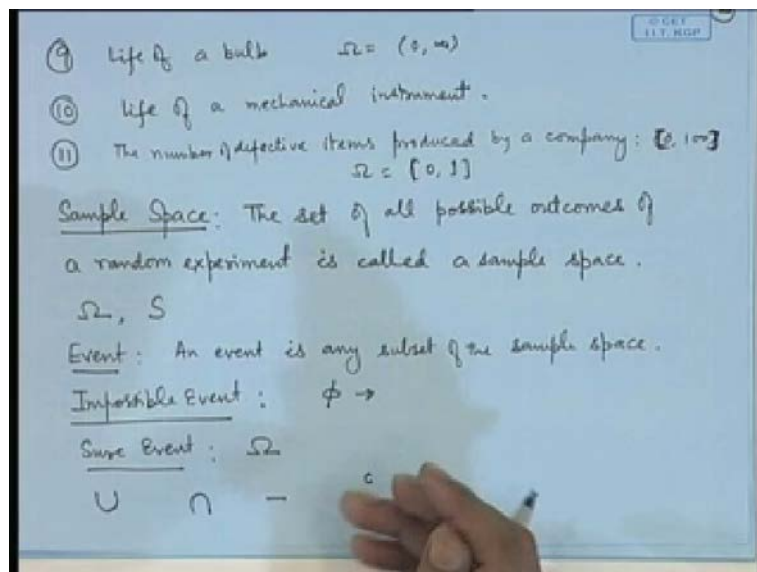 © CET
I.I.T. KGP
⑨ Life of a bulb Ω = (0, ∞)
⑩ Life of a mechanical instrument.
⑪ The number of defective items produced by a company: [0, 100]
Ω = [0, 1]
Sample Space: The set of all possible outcomes of
a random experiment is called a sample space.
Ω, S
Event: An event is any subset of the sample space.
Impossible Event: ϕ →
Sure Event: Ω
∪ ∩ − c